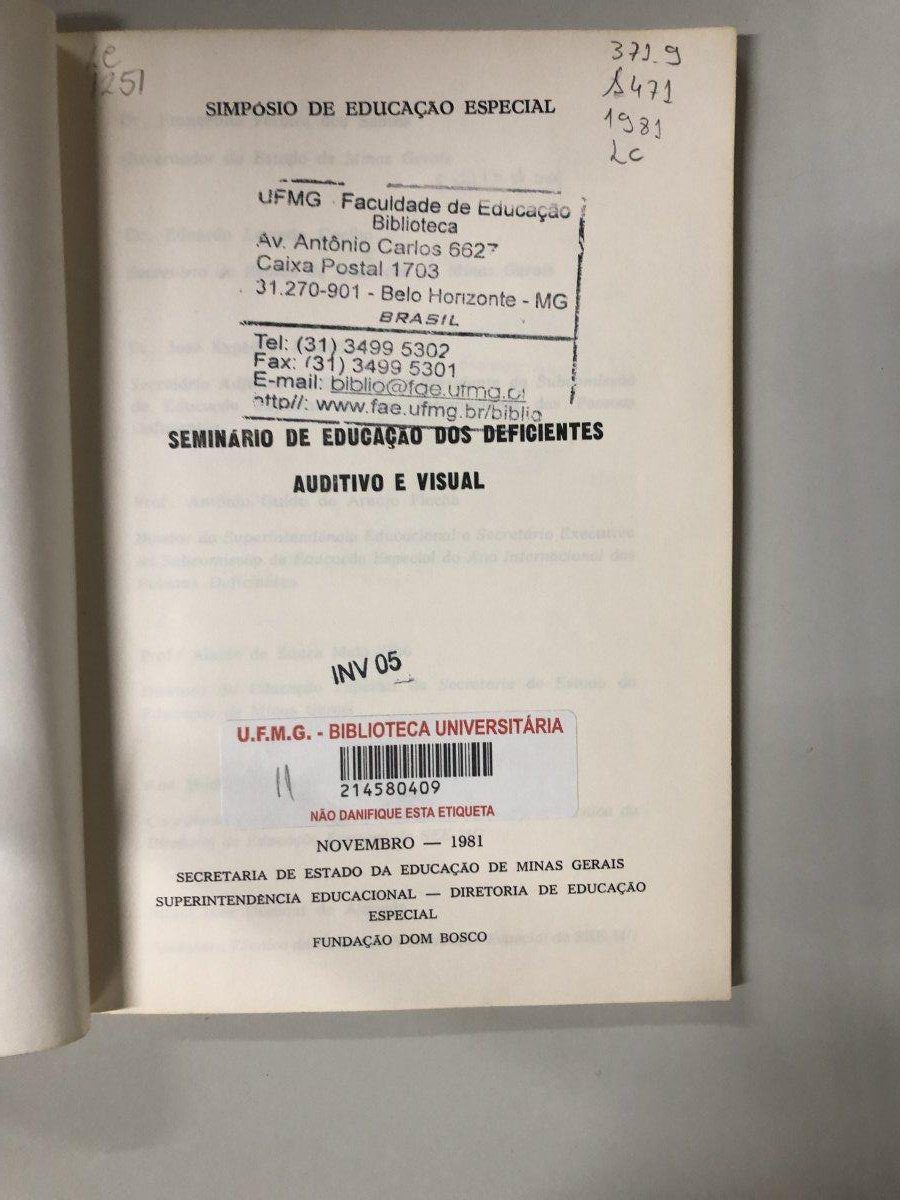 251
371.9
S471
1981
Lc
SIMPÓSIO DE EDUCAÇÃO ESPECIAL
UFMG Faculdade de Educação
Biblioteca
Av. Antônio Carlos 6627
Caixa Postal 1703
31.270-901 - Belo Horizonte - MG
BRASIL
Tel: (31) 3499 5302
Fax: (31) 3499 5301
E-mail: biblio@fae.ufmg.
http//: www.fae.ufmg.br/biblio
SEMINÁRIO DE EDUCAÇÃO DOS DEFICIENTES
AUDITIVO E VISUAL
INV 05
U.F.M.G. - BIBLIOTECA UNIVERSITÁRIA
214580409
11
NÃO DANIFIQUE ESTA ETIQUETA
NOVEMBRO — 1981
SECRETARIA DE ESTADO DA EDUCAÇÃO DE MINAS GERAIS
SUPERINTENDÊNCIA EDUCACIONAL — DIRETORIA DE EDUCAÇÃO
ESPECIAL
FUNDAÇÃO DOM BOSCO